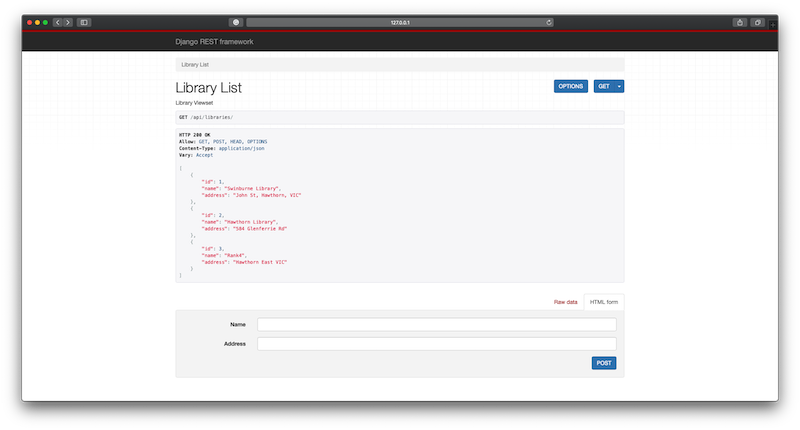 127.0.0.1
Django REST framework
Library List
Library List
OPTIONS
GET
Library Viewset
GET /api/libraries/
HTTP 200 OK
Allow: GET, POST, HEAD, OPTIONS
Content-Type: application/json
Vary: Accept
[
{
"id": 1,
"name": "Swinburne Library",
"address": "John St, Hawthorn, VIC"
},
{
"id": 2,
"name": "Hawthorn Library",
"address": "584 Glenferrie Rd"
},
{
"id": 3,
"name": "Rank4",
"address": "Hawthorn East VIC"
}
]
Raw data
HTML form
Name
Address
POST